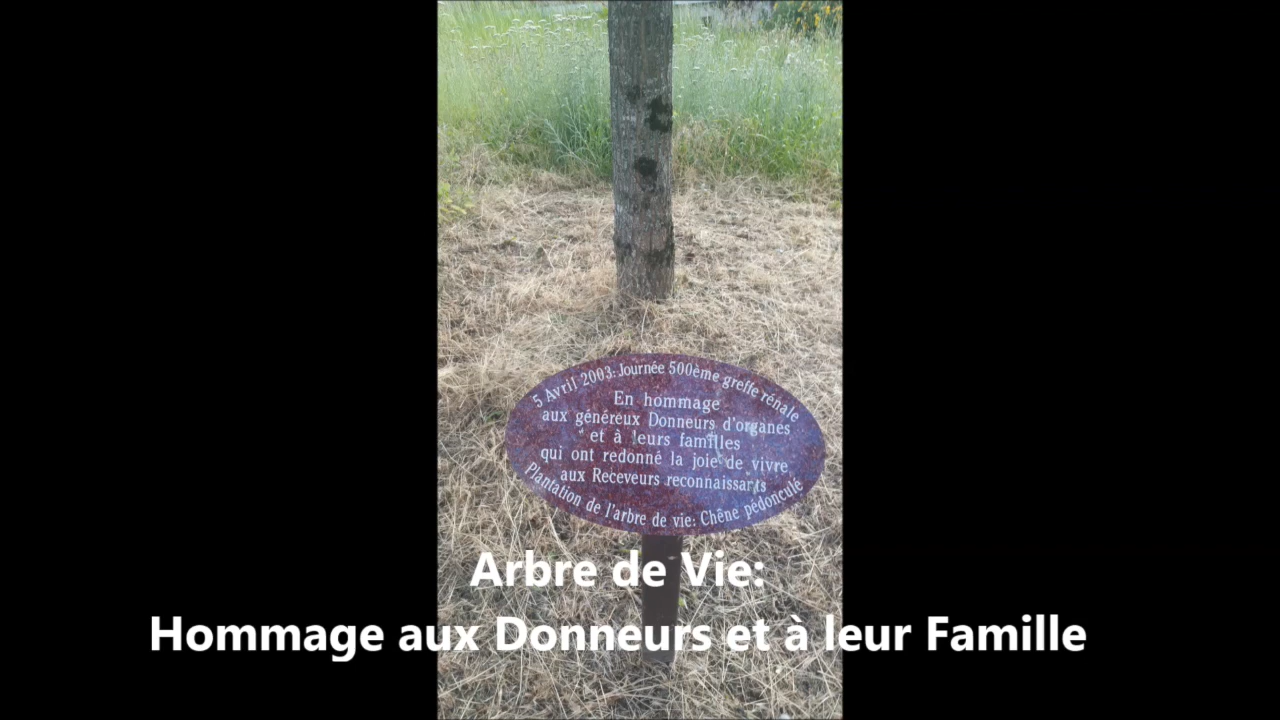 5 Avril 2003: Journée 500ème greffe rénale
En hommage
aux généreux Donneurs d'organes
et à leurs familles
qui ont redonné la joie de vivre
aux Receveurs reconnaissants
Plantation de l'arbre de vie: Chêne pédonculé
Arbre de Vie:
Hommage aux Donneurs et à leur Famille